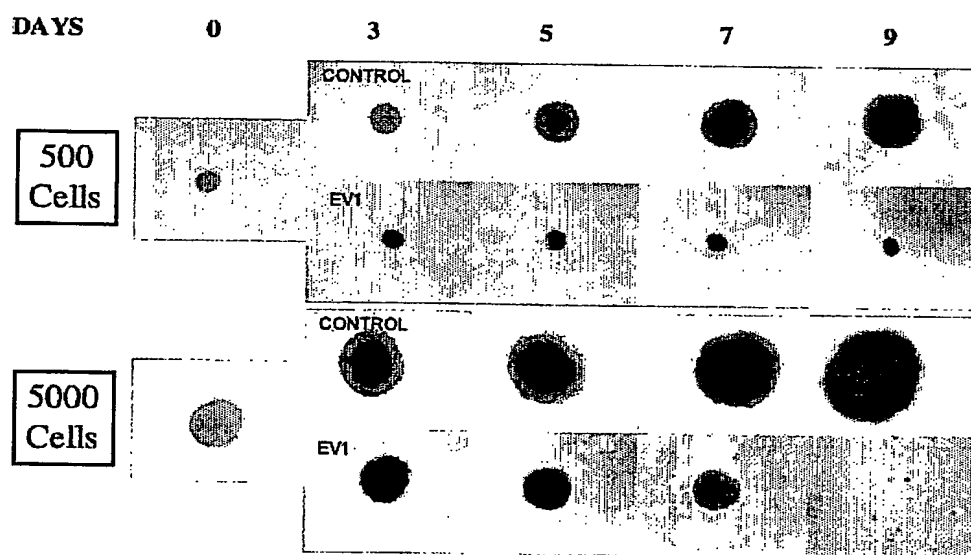 DAYS 0 3 5 7 9
CONTROL
500
Cells
EV1
CONTROL
5000
Cells
EV1